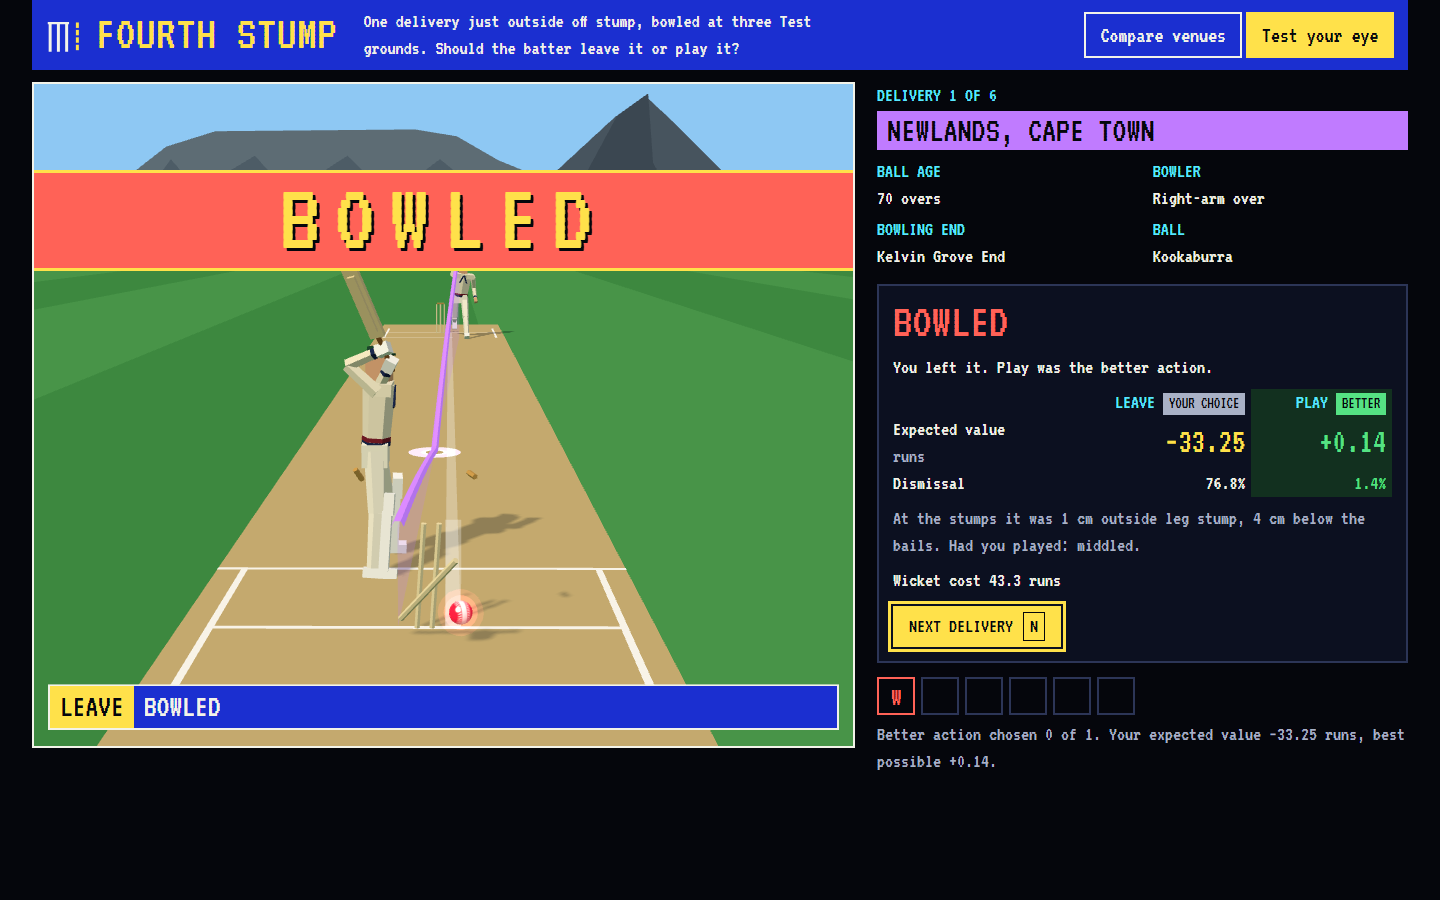 FOURTH STUMP
One delivery just outside off stump, bowled at three Test
grounds. Should the batter leave it or play it?
Compare venues
Test your eye
BOWLED
LEAVE BOWLED
DELIVERY 1 OF 6
NEWLANDS, CAPE TOWN
BALL AGE BOWLER
70 overs Right-arm over
BOWLING END BALL
Kelvin Grove End Kookaburra
BOWLED
You left it. Play was the better action.
LEAVE YOUR CHOICE PLAY BETTER
Expected value
runs
-33.25 +0.14
Dismissal 76.8% 1.4%
At the stumps it was 1 cm outside leg stump, 4 cm below the
bails. Had you played: middled.
Wicket cost 43.3 runs
NEXT DELIVERY N
W
Better action chosen 0 of 1. Your expected value -33.25 runs, best
possible +0.14.